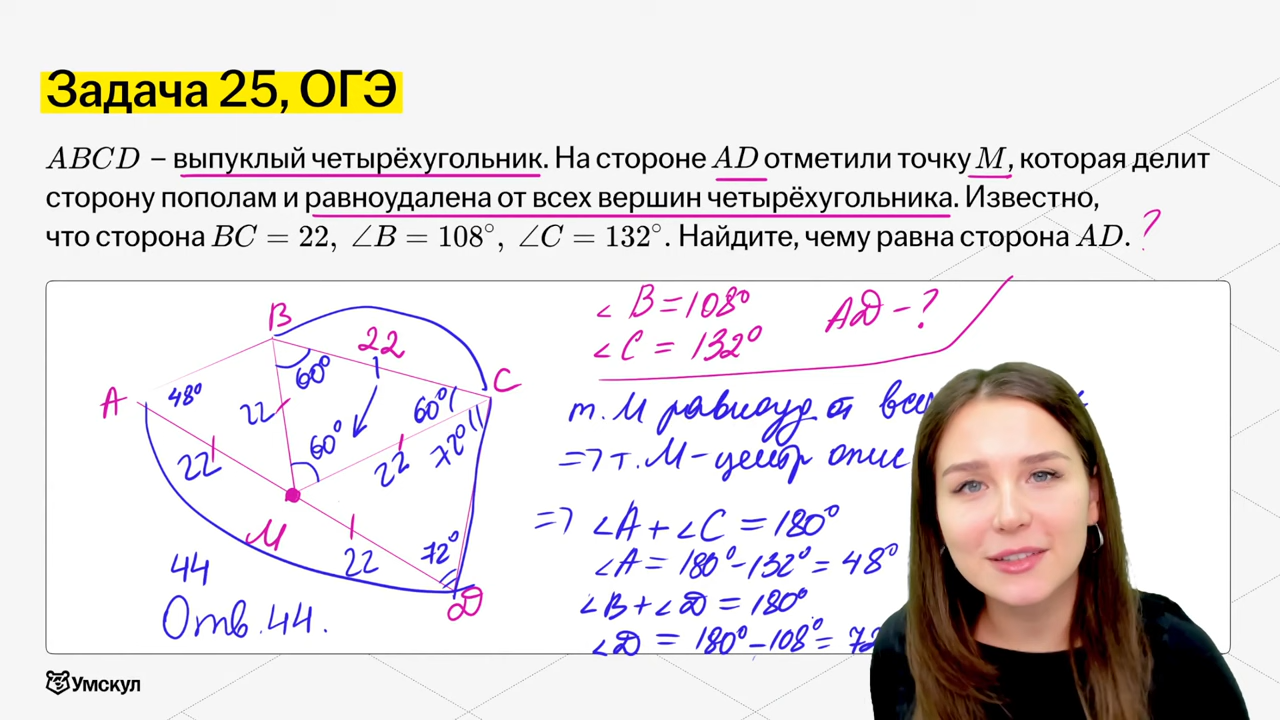 Задача 25, ОГЭ
ABCD – выпуклый четырёхугольник. На стороне AD отметили точку M, которая делит
сторону пополам и равноудалена от всех вершин четырёхугольника. Известно,
что сторона BC = 22, ∠B = 108°, ∠C = 132°. Найдите, чему равна сторона AD. ?
B
22
C
A
48°
60°
22
60°
60°
22
22
72°
M
22
72°
D
44
Отв. 44.
∠B = 108°
AD - ?
∠C = 132°
т. M равноуд от
=> т. M - центр опис
=> ∠A + ∠C = 180°
∠A = 180° - 132° = 48°
∠B + ∠D = 180°
∠D = 180° - 108° = 72
Умскул